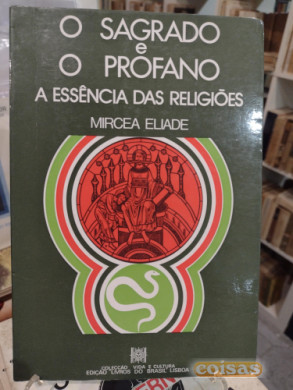 O SAGRADO
e
O PROFANO
A ESSÊNCIA DAS RELIGIÕES
MIRCEA ELIADE
COLECÇÃO VIDA E CULTURA
EDIÇÃO LIVROS DO BRASIL LISBOA
coisas